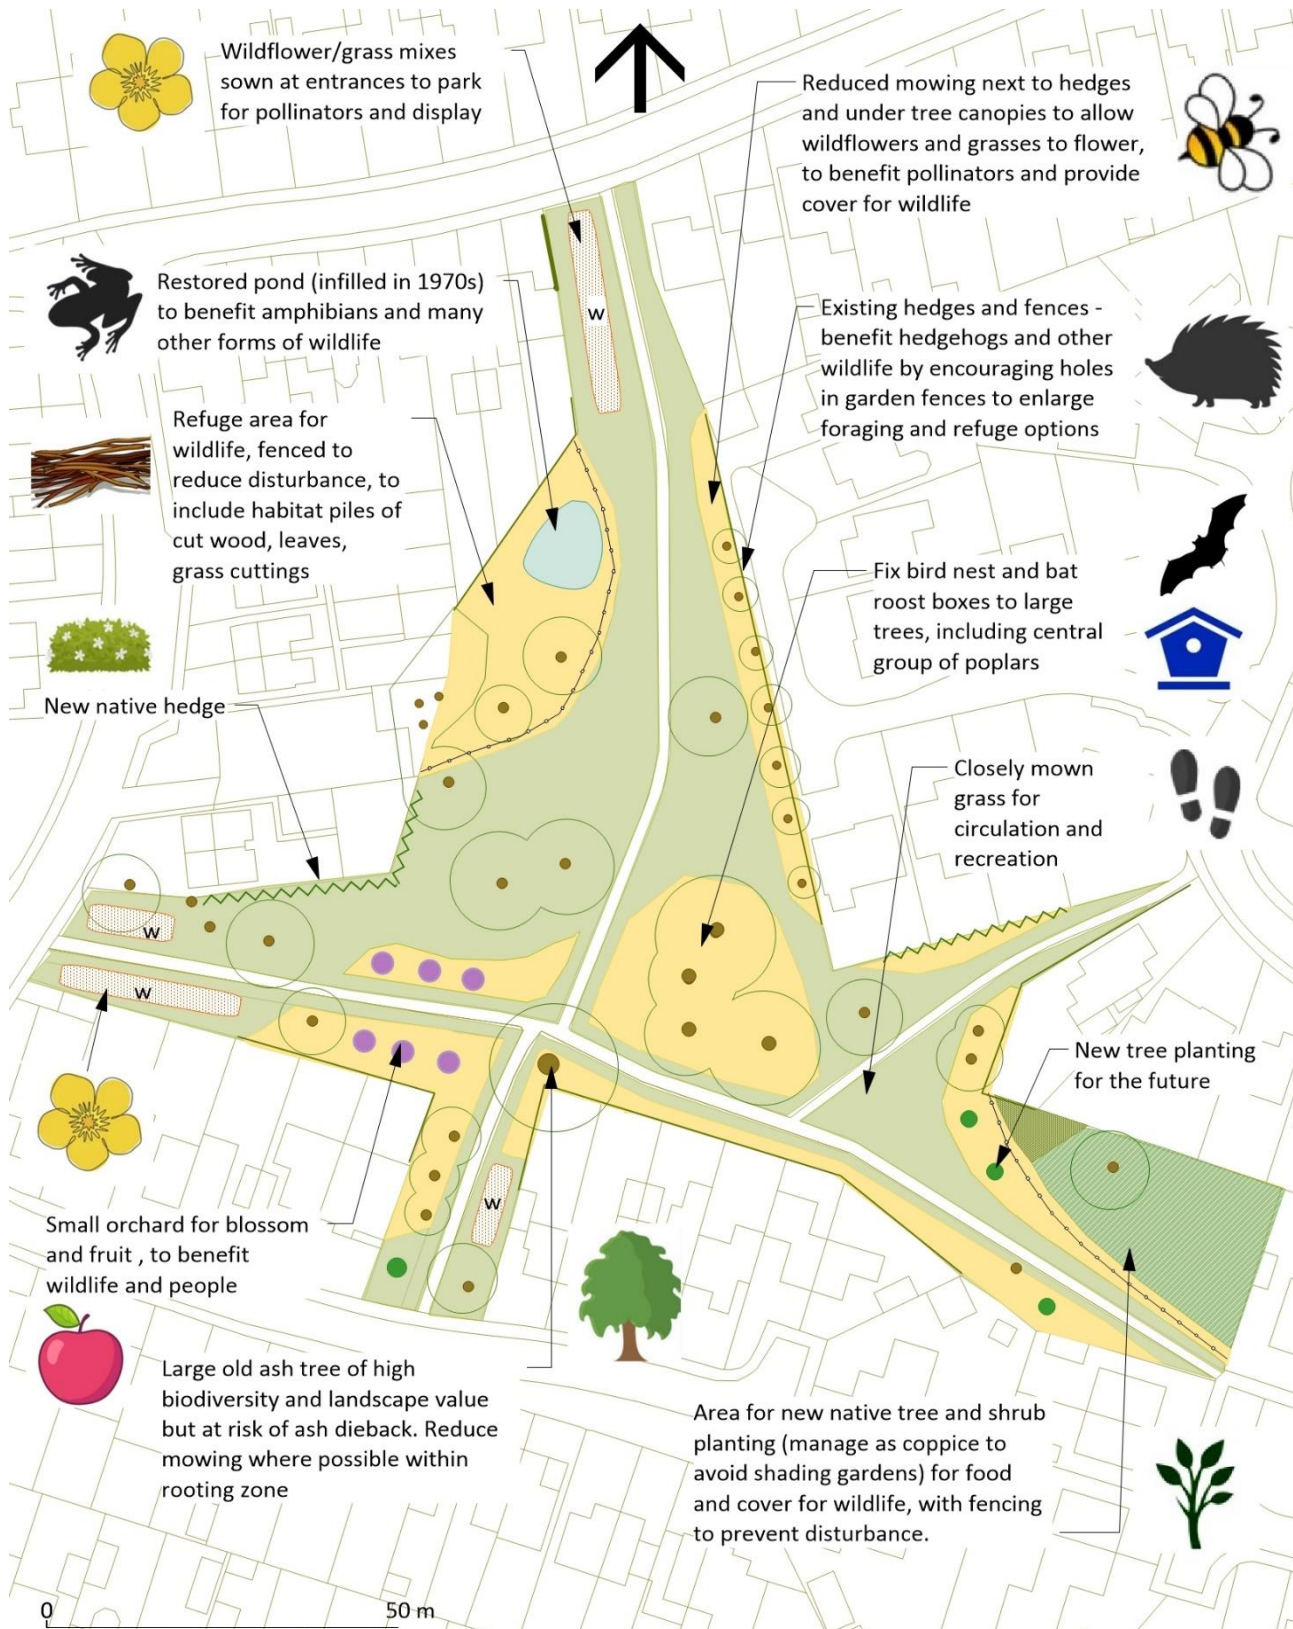 Wildflower/grass mixes
sown at entrances to park
for pollinators and display
Reduced mowing next to hedges
and under tree canopies to allow
wildflowers and grasses to flower,
to benefit pollinators and provide
cover for wildlife
Restored pond (infilled in 1970s)
to benefit amphibians and many
other forms of wildlife
W
Existing hedges and fences -
benefit hedgehogs and other
wildlife by encouraging holes
in garden fences to enlarge
foraging and refuge options
Refuge area for
wildlife, fenced to
reduce disturbance, to
include habitat piles of
cut wood, leaves,
grass cuttings
Fix bird nest and bat
roost boxes to large
trees, including central
group of poplars
New native hedge
Closely mown
grass for
circulation and
recreation
W
W
New tree planting
for the future
W
Small orchard for blossom
and fruit , to benefit
wildlife and people
Large old ash tree of high
biodiversity and landscape value
but at risk of ash dieback. Reduce
mowing where possible within
rooting zone
Area for new native tree and shrub
planting (manage as coppice to
avoid shading gardens) for food
and cover for wildlife, with fencing
to prevent disturbance.
0 50 m